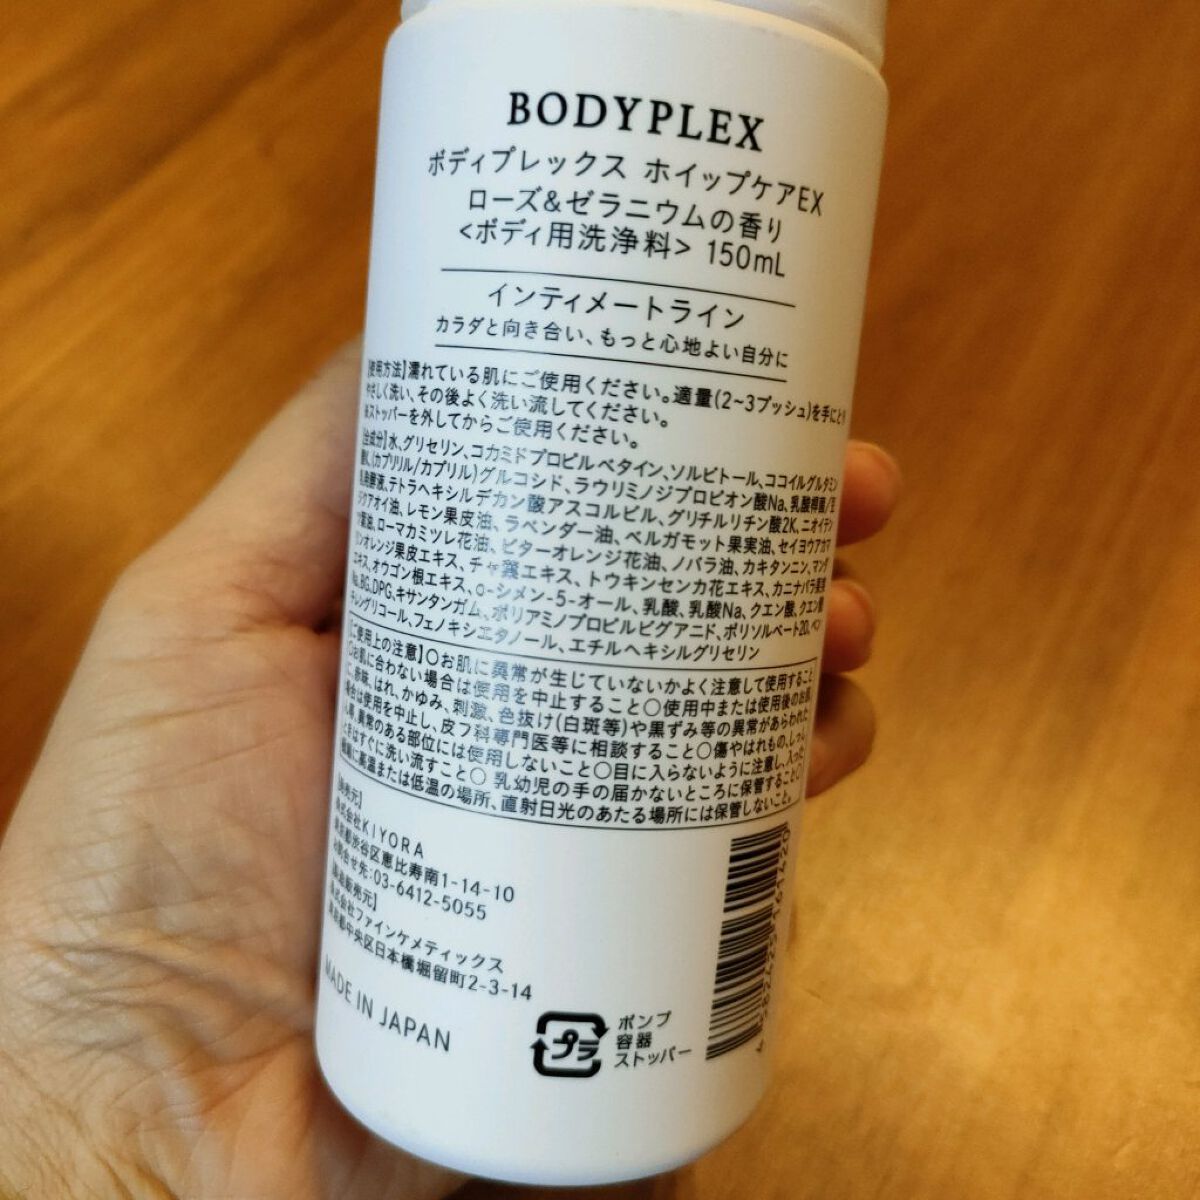 BODYPLEX
ボディプレックス ホイップケアEX
ローズ&ゼラニウムの香り
<ボディ用洗浄料> 150mL
インティメートライン
カラダと向き合い、もっと心地よい自分に
【使用方法】濡れている肌にご使用ください。適量(2~3プッシュ)を手にとり
やさしく洗い、その後よく洗い流してください。
ストッパーを外してからご使用ください。
【全成分】水、グリセリン、コカミドプロピルベタイン、ソルビトール、ココイルグルタミン
酸K、(カプリリル/カプリル)グルコシド、ラウリミノジプロピオン酸Na、乳酸桿菌/豆
乳発酵液、テトラヘキシルデカン酸アスコルビル、グリチルリチン酸2K、ニオイテン
ジクアオイ油、レモン果皮油、ラベンダー油、ベルガモット果実油、セイヨウアカマ
ツ葉油、ローマカミツレ花油、ビターオレンジ花油、ノバラ油、カキタンニン、マンダ
リンオレンジ果皮エキス、チャ葉エキス、トウキンセンカ花エキス、カニナバラ果実
エキス、オウゴン根エキス、o-シメン-5-オール、乳酸、乳酸Na、クエン酸、クエン酸
Na、BG、DPG、キサンタンガム、ポリアミノプロピルビグアニド、ポリソルベート20、ペン
チレングリコール、フェノキシエタノール、エチルヘキシルグリセリン
【ご使用上の注意】○お肌に異常が生じていないかよく注意して使用すること
○お肌に合わない場合は使用を中止すること○使用中または使用後のお肌
に、赤味、はれ、かゆみ、刺激、色抜け(白斑等)や黒ずみ等の異常があらわれた
場合は使用を中止し、皮フ科専門医等に相談すること○傷やはれもの、しっし
ん等、異常のある部位には使用しないこと○目に入らないように注意し、入った
ときはすぐに洗い流すこと○ 乳幼児の手の届かないところに保管すること○
極端に高温または低温の場所、直射日光のあたる場所には保管しないこと。
【発売元】
株式会社KIYORA
東京都渋谷区恵比寿南1-14-10
お問合せ先:03-6412-5055
【製造販売元】
株式会社ファインケメティックス
東京都中央区日本橋堀留町2-3-14
MADE IN JAPAN
プラ
ポンプ
容器
ストッパー